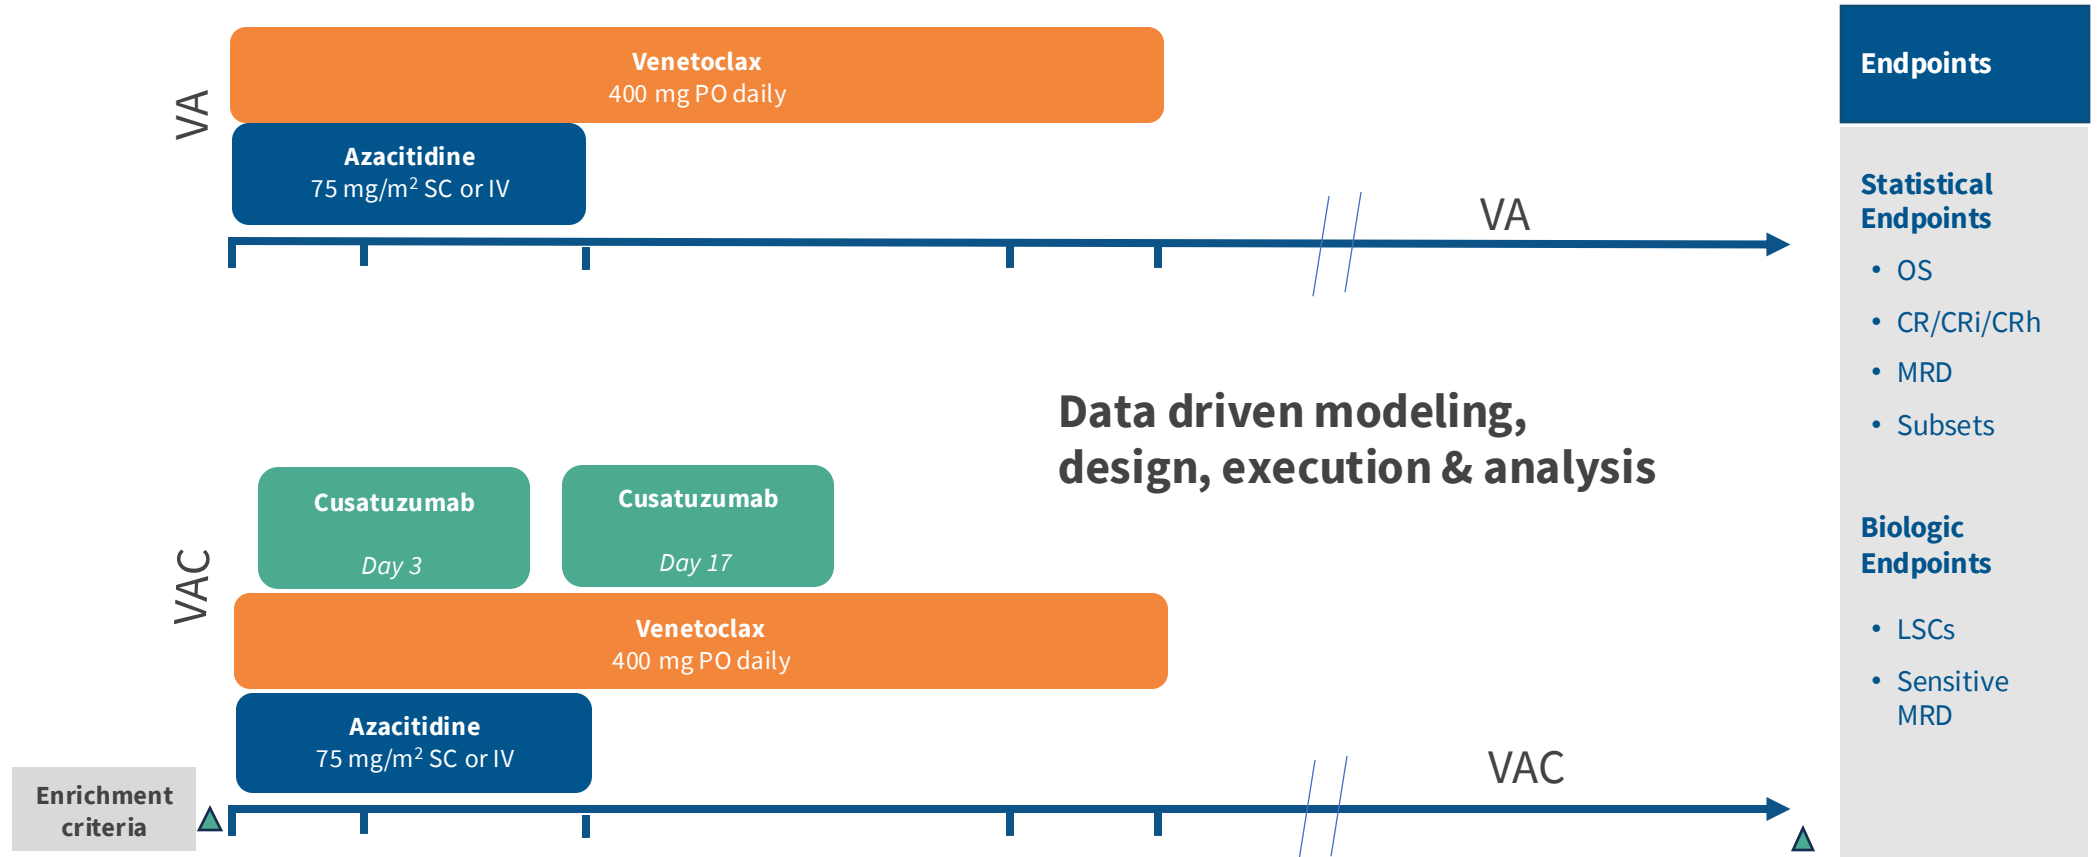 VA
Venetoclax
400 mg PO daily
Azacitidine
75 mg/m² SC or IV
VA
Data driven modeling,
design, execution & analysis
VAC
Cusatuzumab
Day 3
Cusatuzumab
Day 17
Venetoclax
400 mg PO daily
Azacitidine
75 mg/m² SC or IV
VAC
Enrichment
criteria
Endpoints
Statistical
Endpoints
• OS
• CR/CRi/CRh
• MRD
• Subsets
Biologic
Endpoints
• LSCs
• Sensitive
MRD